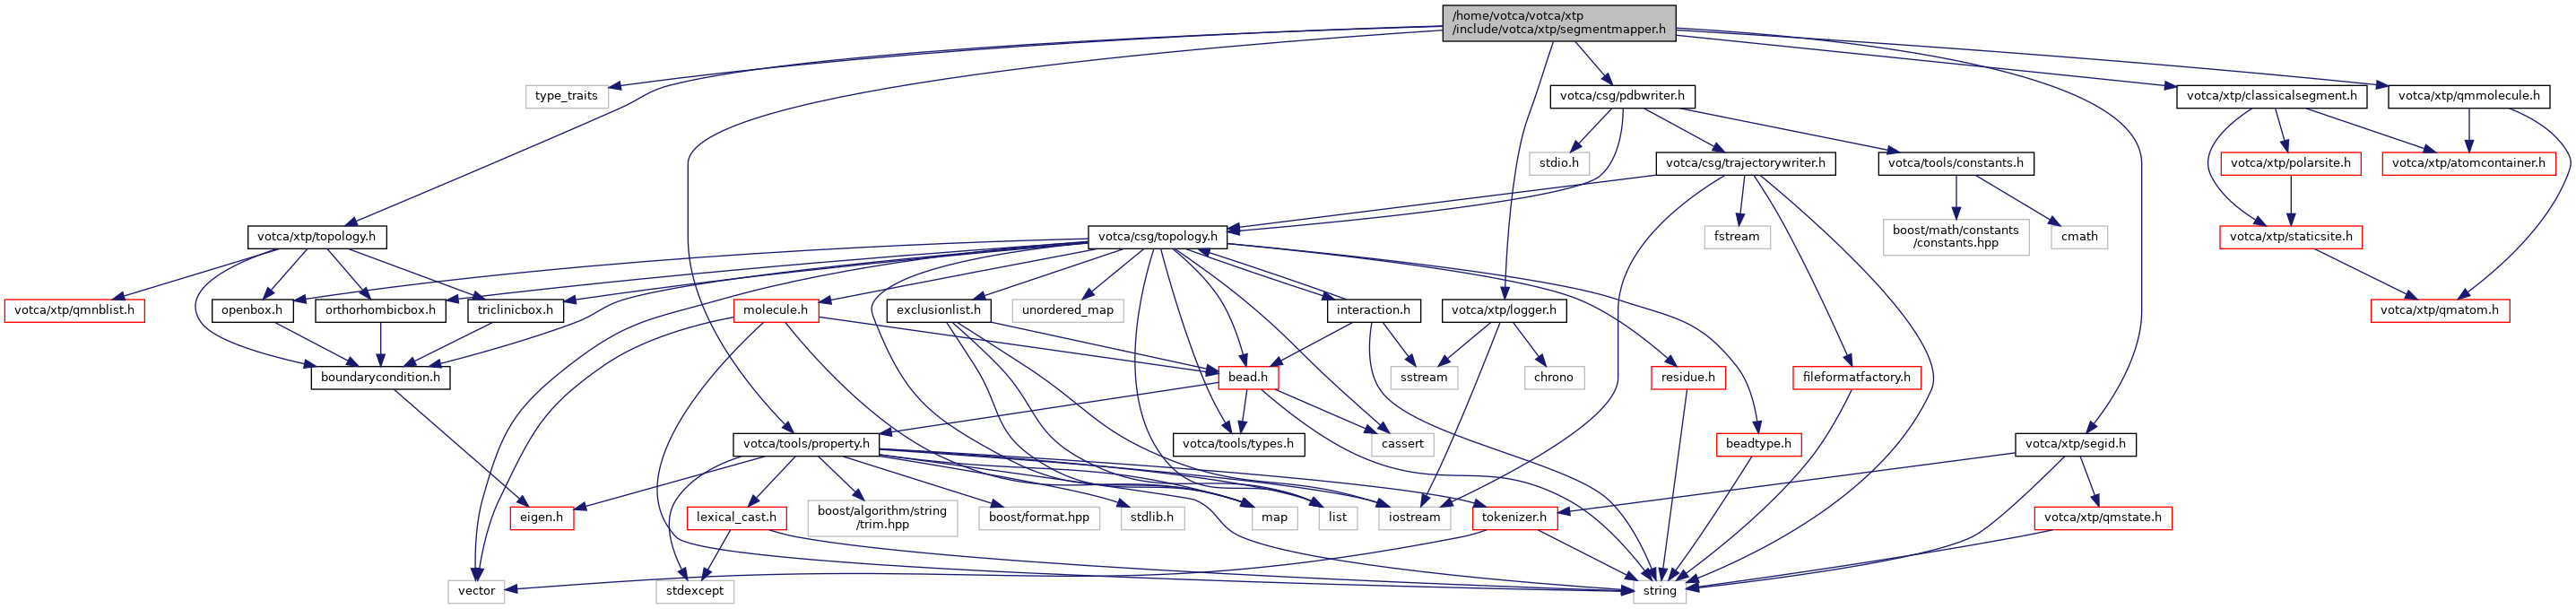 /home/votca/votca/xtp
/include/votca/xtp/segmentmapper.h
type_traits
votca/csg/pdbwriter.h
votca/xtp/classicalsegment.h
votca/xtp/qmmolecule.h
stdio.h
votca/csg/trajectorywriter.h
votca/tools/constants.h
votca/xtp/polarsite.h
votca/xtp/atomcontainer.h
votca/xtp/topology.h
votca/csg/topology.h
fstream
boost/math/constants
/constants.hpp
cmath
votca/xtp/staticsite.h
votca/xtp/qmnblist.h
openbox.h
orthorhombicbox.h
triclinicbox.h
molecule.h
exclusionlist.h
unordered_map
interaction.h
votca/xtp/logger.h
votca/xtp/qmatom.h
boundarycondition.h
bead.h
sstream
chrono
residue.h
fileformatfactory.h
votca/tools/property.h
votca/tools/types.h
cassert
beadtype.h
votca/xtp/segid.h
eigen.h
lexical_cast.h
boost/algorithm/string
/trim.hpp
boost/format.hpp
stdlib.h
map
list
iostream
tokenizer.h
votca/xtp/qmstate.h
vector
stdexcept
string